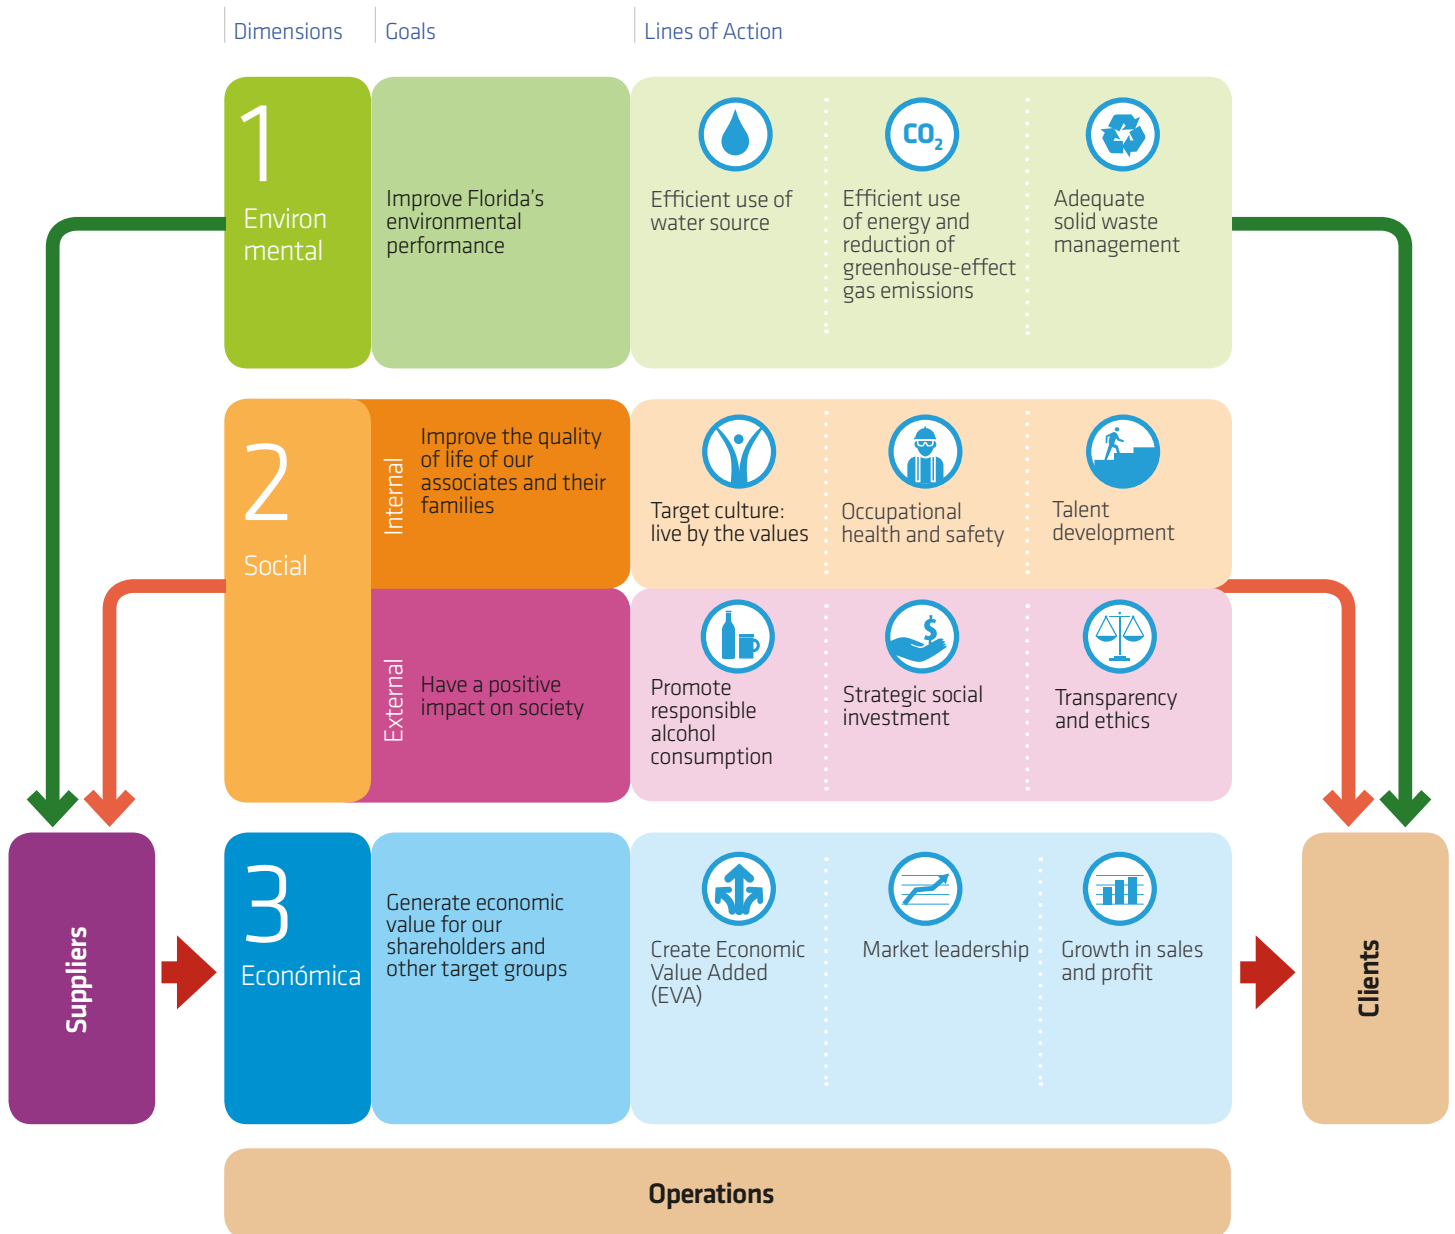 Dimensions
Goals
Lines of Action
1
Environ
mental
Improve Florida's
environmental
performance
Efficient use of
water source
CO2
Efficient use
of energy and
reduction of
greenhouse-effect
gas emissions
Adequate
solid waste
management
2
Social
Internal
Improve the quality
of life of our
associates and their
families
Target culture:
live by the values
Occupational
health and safety
Talent
development
External
Have a positive
impact on society
Promote
responsible
alcohol
consumption
$
Strategic social
investment
Transparency
and ethics
Suppliers
3
Económica
Generate economic
value for our
shareholders and
other target groups
Create Economic
Value Added
(EVA)
Market leadership
Growth in sales
and profit
Clients
Operations